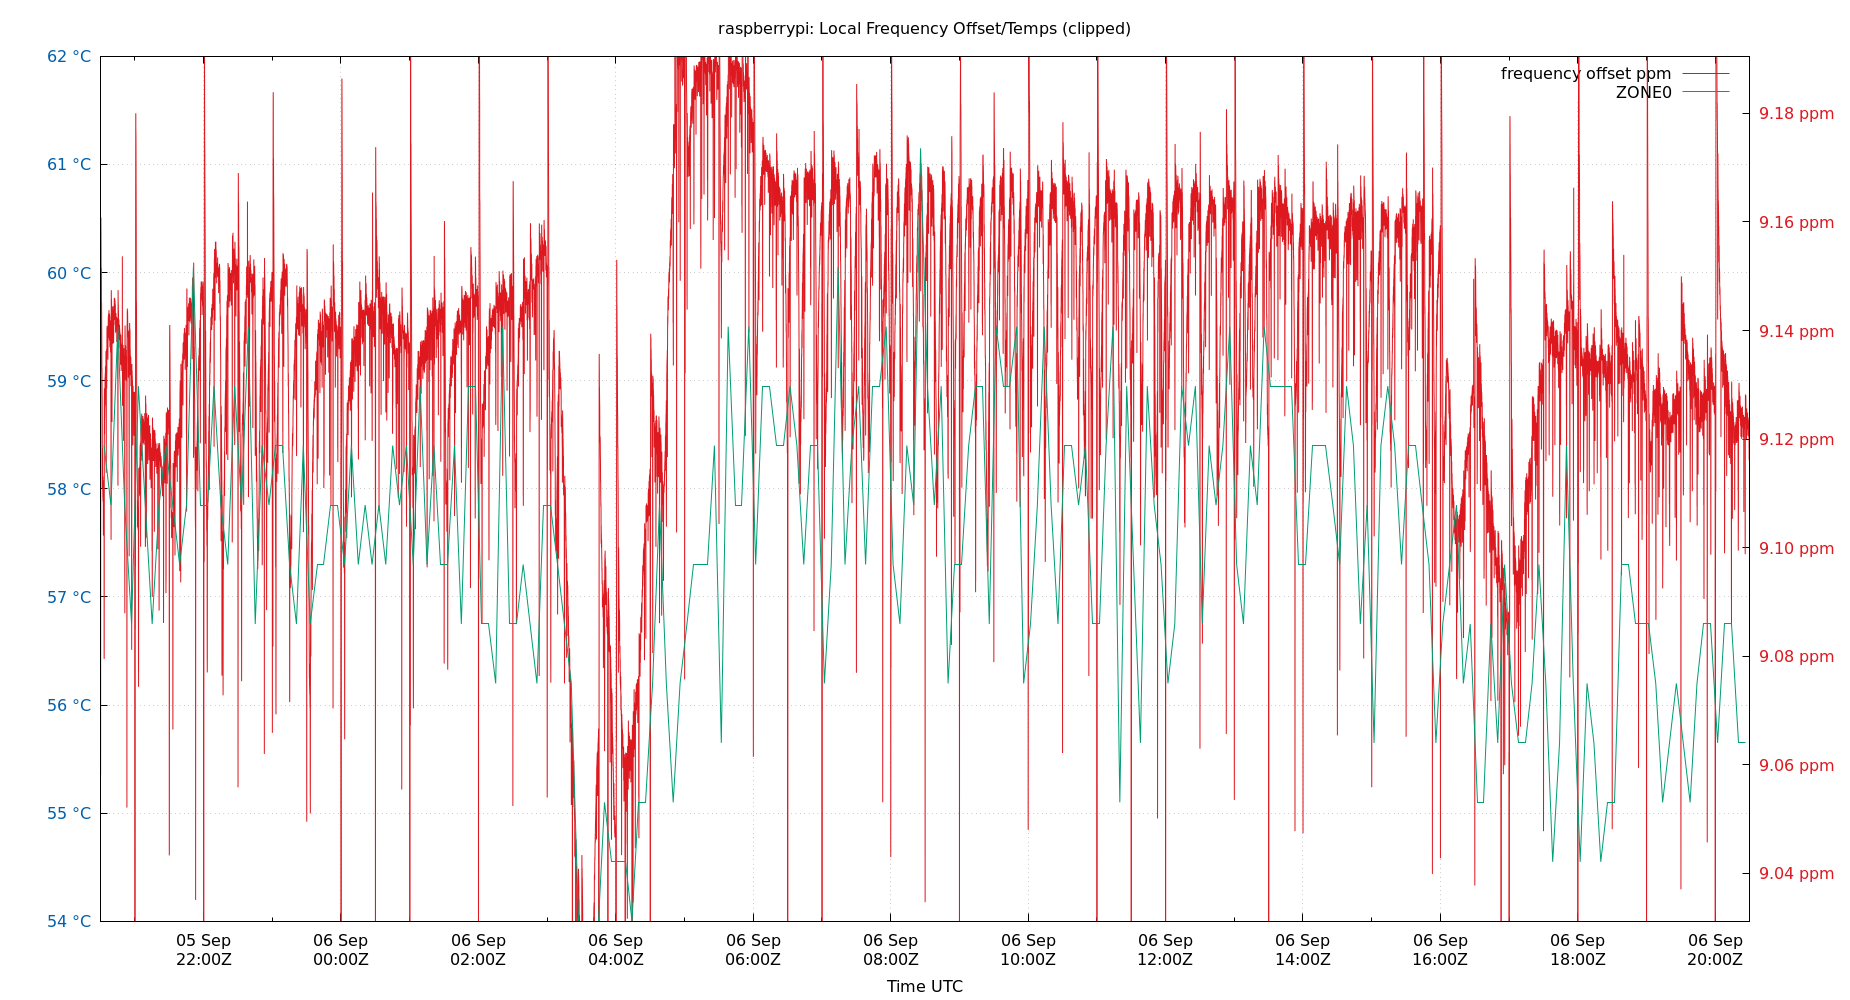 raspberrypi: Local Frequency Offset/Temps (clipped)
frequency offset ppm
ZONE0
62 °C
61 °C
60 °C
59 °C
58 °C
57 °C
56 °C
55 °C
54 °C
9.18 ppm
9.16 ppm
9.14 ppm
9.12 ppm
9.10 ppm
9.08 ppm
9.06 ppm
9.04 ppm
05 Sep
22:00Z
06 Sep
00:00Z
06 Sep
02:00Z
06 Sep
04:00Z
06 Sep
06:00Z
06 Sep
08:00Z
06 Sep
10:00Z
06 Sep
12:00Z
06 Sep
14:00Z
06 Sep
16:00Z
06 Sep
18:00Z
06 Sep
20:00Z
Time UTC